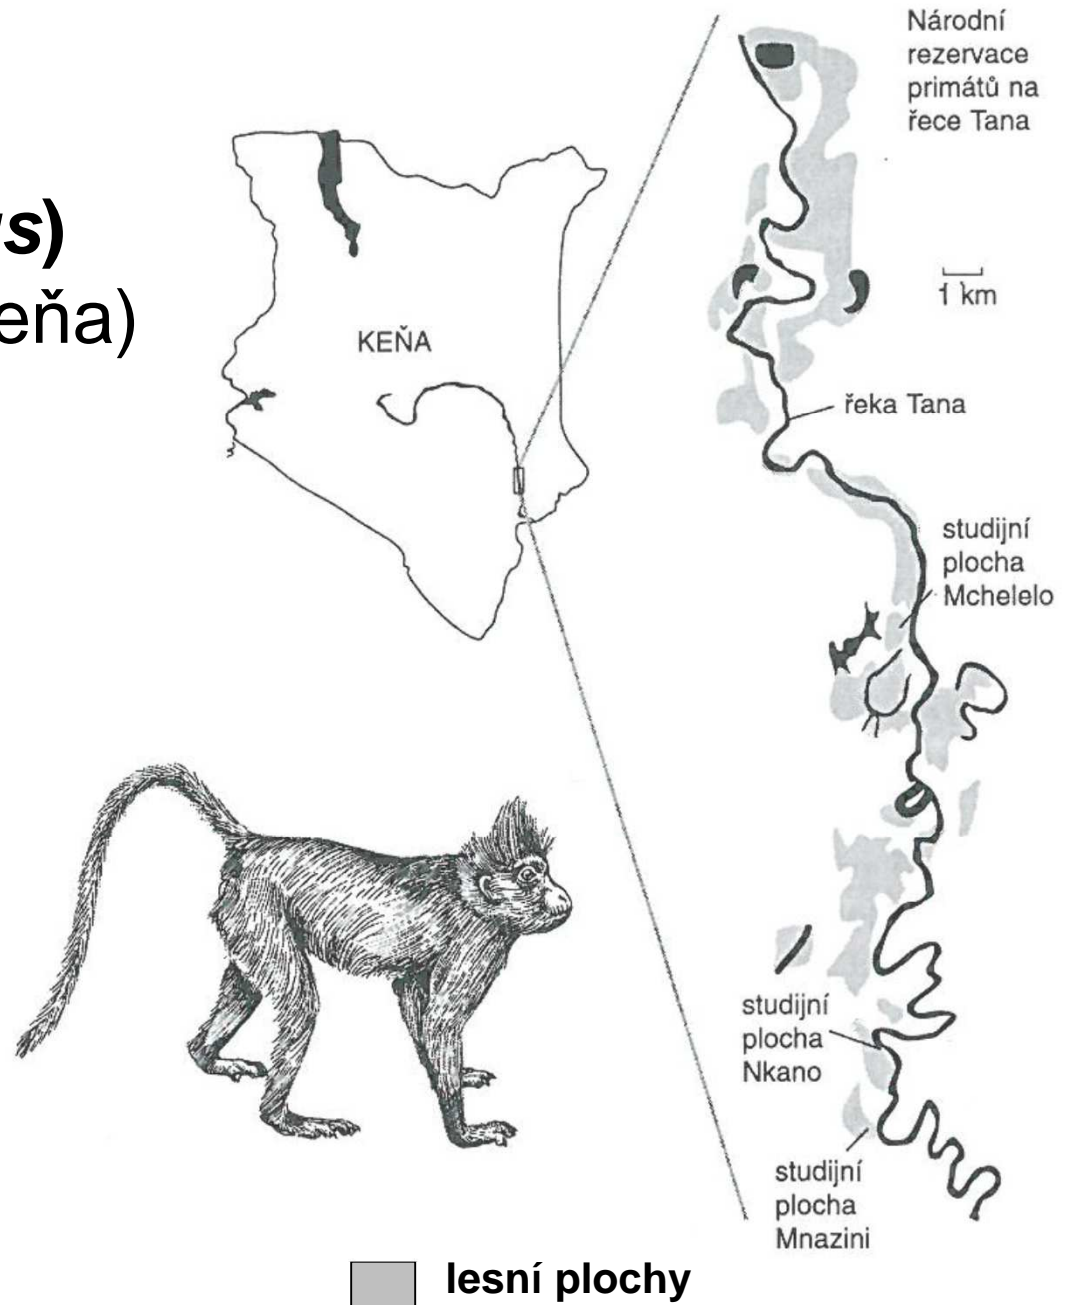 s)
eňa)
Národní
rezervace
primátů na
řece Tana
KEŇA
1 km
řeka Tana
studijní
plocha
Mchelelo
studijní
plocha
Nkano
studijní
plocha
Mnazini
lesní plochy